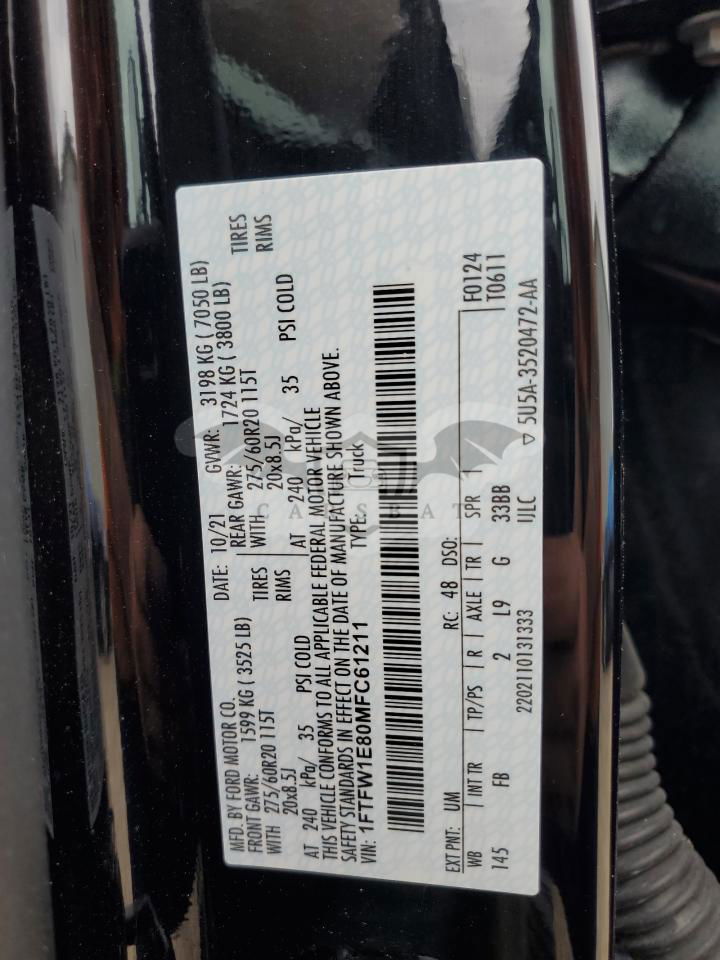 MFD. BY FORD MOTOR CO.
DATE: 10/21 GVWR: 3198 KG ( 7050 LB)
FRONT GAWR: 1599 KG ( 3525 LB)
REAR GAWR: 1724 KG ( 3800 LB)
WITH 275/60R20 115T TIRES
WITH 275/60R20 115T TIRES
20x8.5J RIMS
20x8.5J RIMS
AT 240 kPa/ 35 PSI COLD
AT 240 kPa/ 35 PSI COLD
THIS VEHICLE CONFORMS TO ALL APPLICABLE FEDERAL MOTOR VEHICLE
SAFETY STANDARDS IN EFFECT ON THE DATE OF MANUFACTURE SHOWN ABOVE.
VIN: 1FTFW1E80MFC61211 TYPE: Truck
CARSBAT
EXT PNT: UM RC: 48 DSO:
WB INT TR TP/PS R AXLE TR SPR F0124
145 FB 2 L9 G 33BB T0611
2202110131333 IJLC
▽ 5U5A-3520472-AA